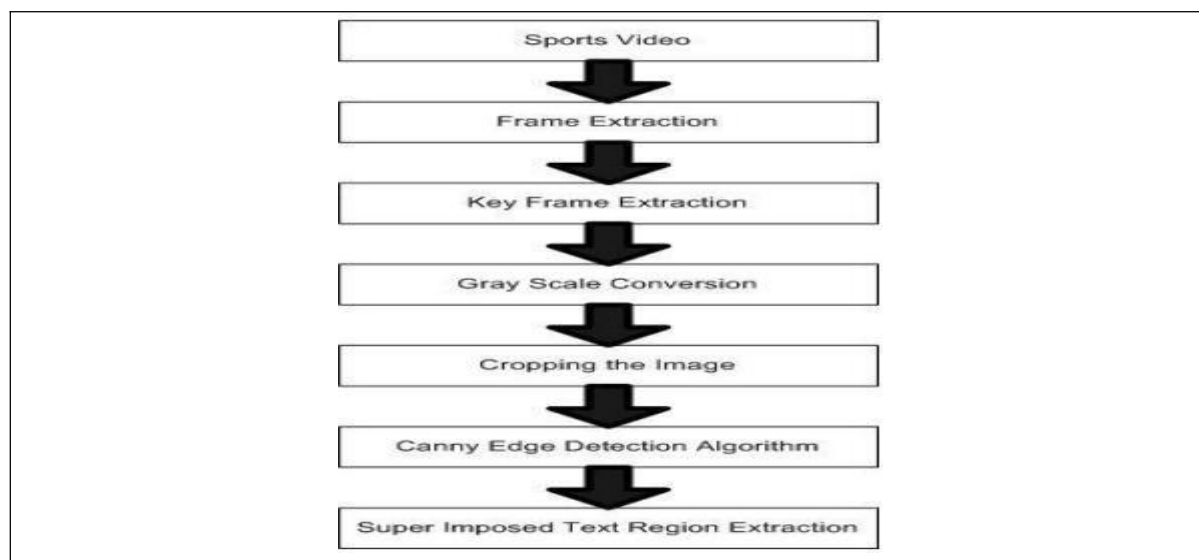 Sports Video
Frame Extraction
Key Frame Extraction
Gray Scale Conversion
Cropping the Image
Canny Edge Detection Algorithm
Super Imposed Text Region Extraction